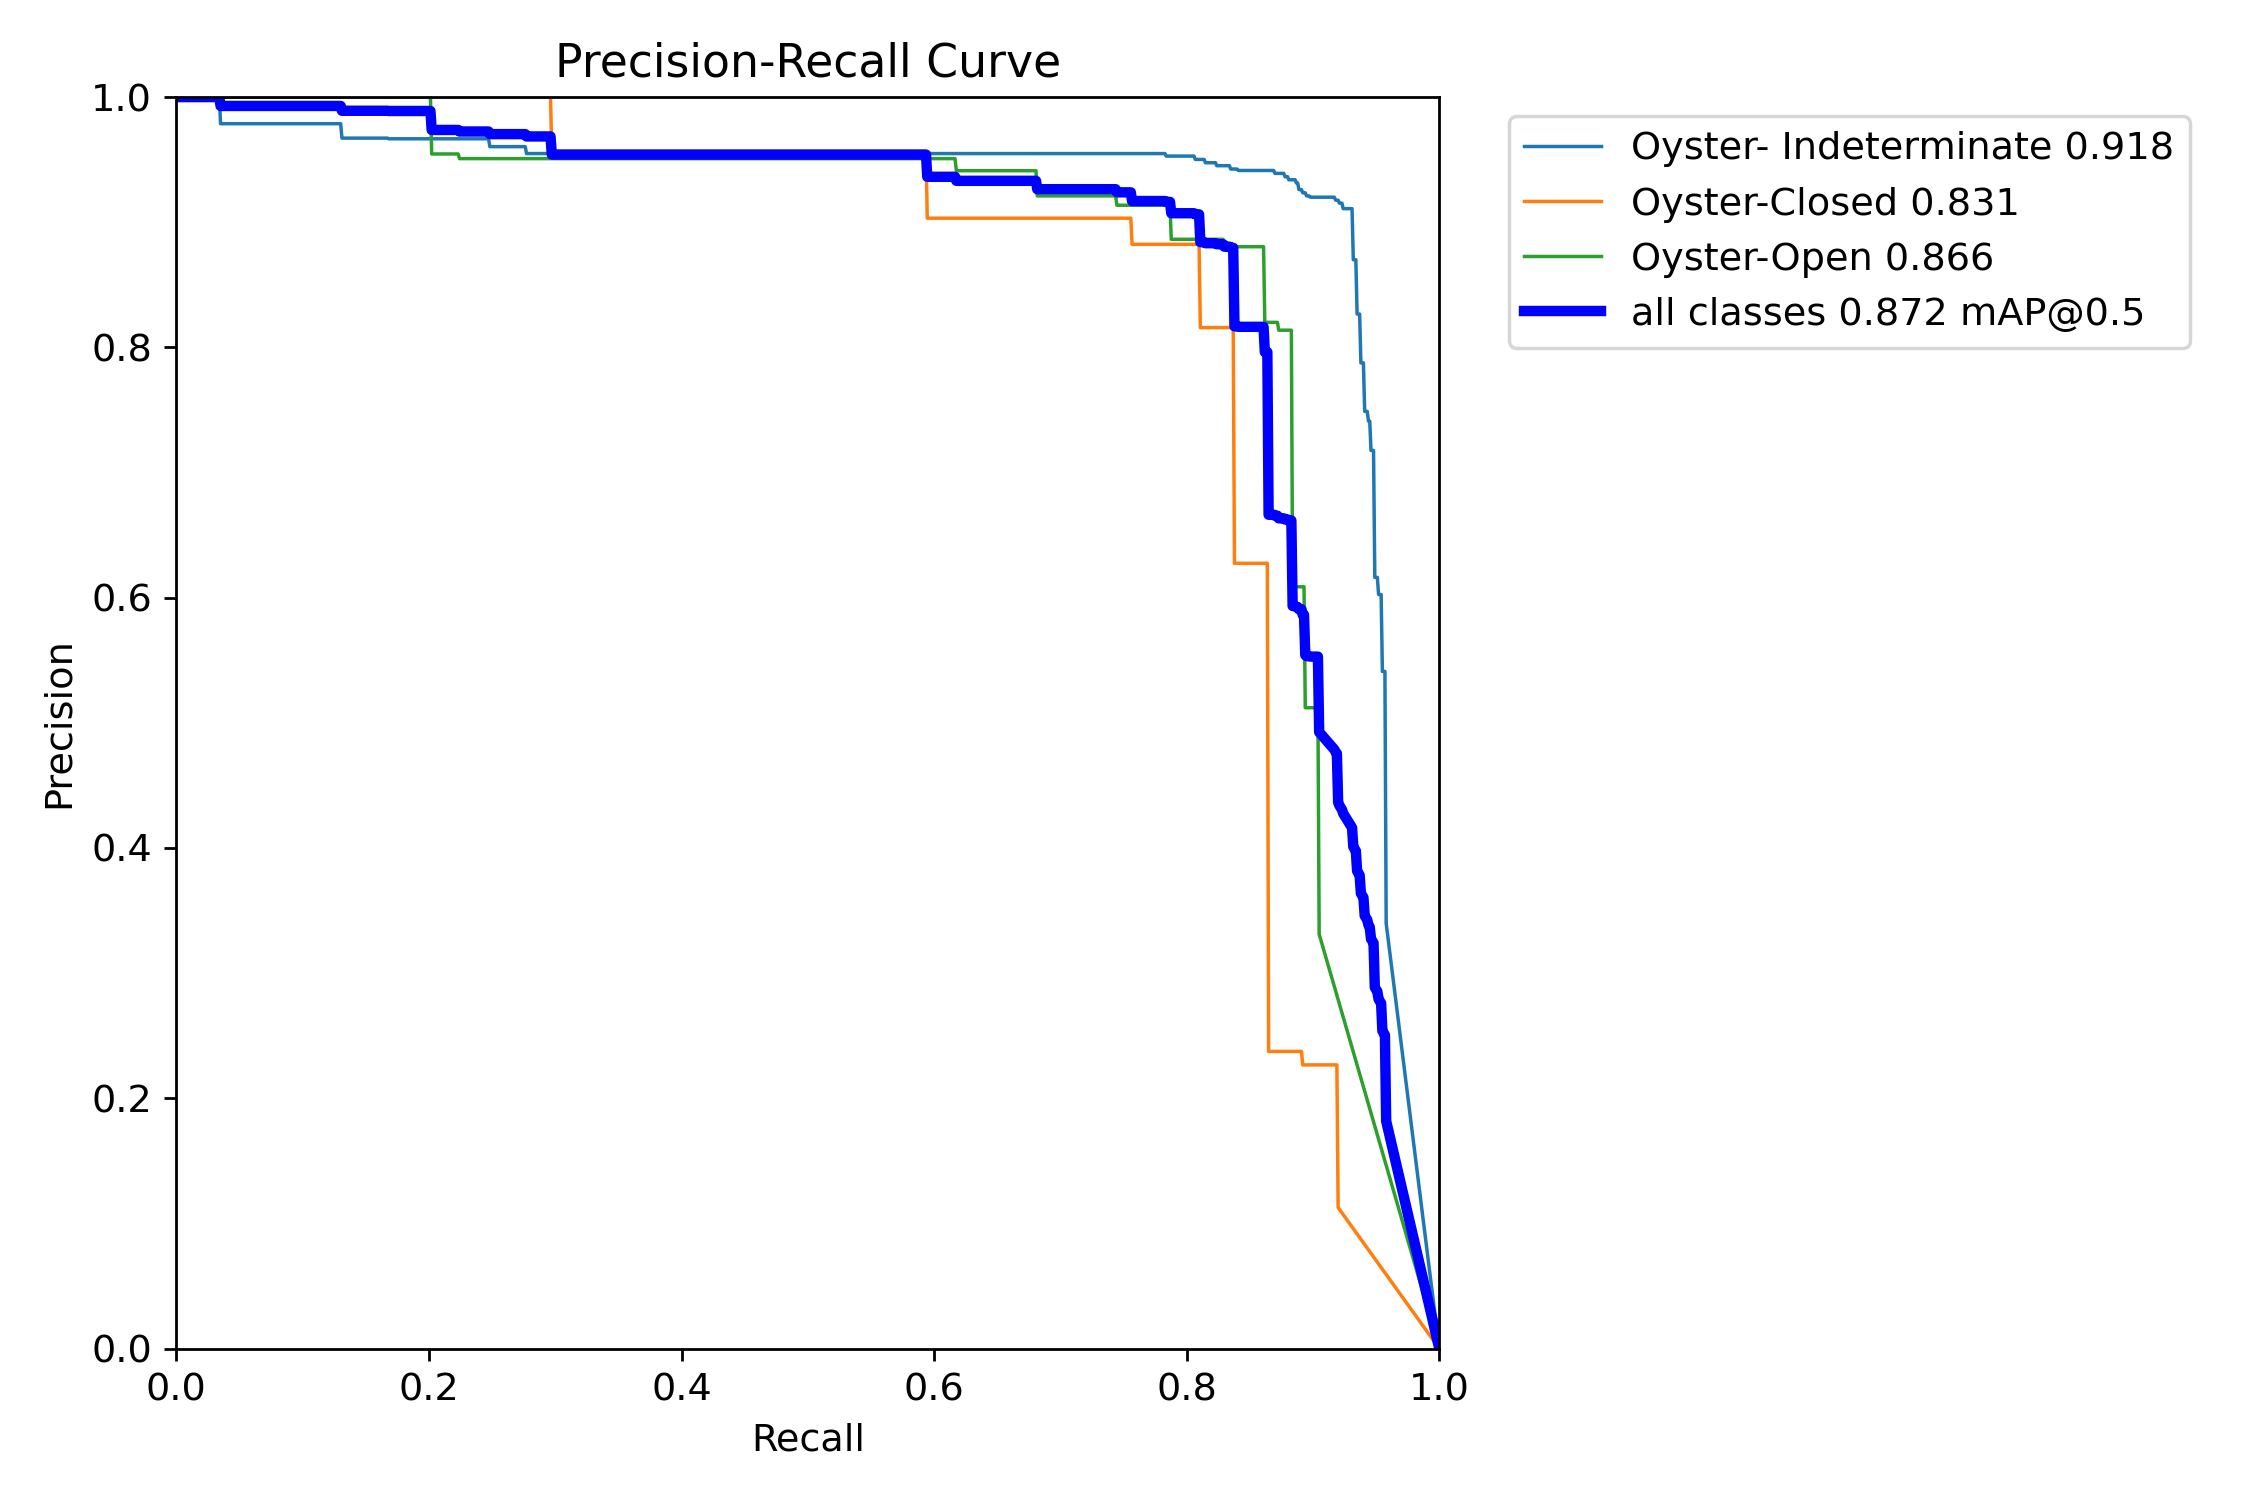 Precision-Recall Curve
1.0
0.8
0.6
0.4
0.2
0.0
Precision
0.0 0.2 0.4 0.6 0.8 1.0
Recall
Oyster- Indeterminate 0.918
Oyster-Closed 0.831
Oyster-Open 0.866
all classes 0.872 mAP@0.5